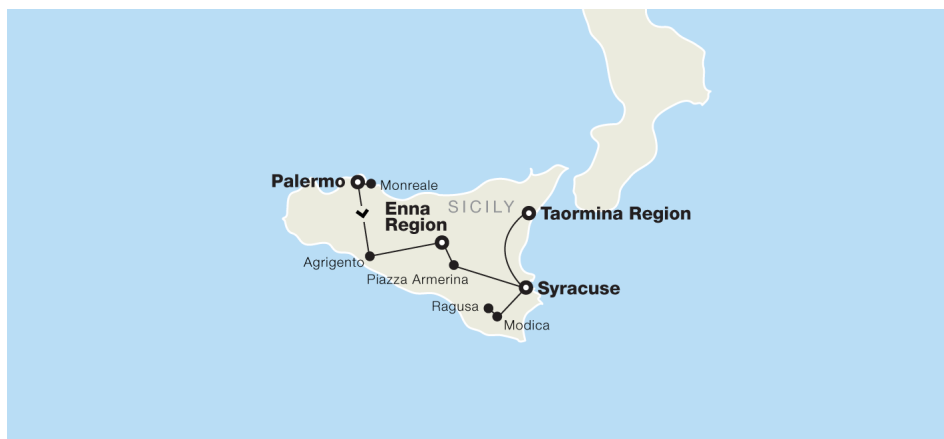 Palermo
Monreale
Enna
Region
SICILY
Taormina Region
Agrigento
Piazza Armerina
Syracuse
Ragusa
Modica